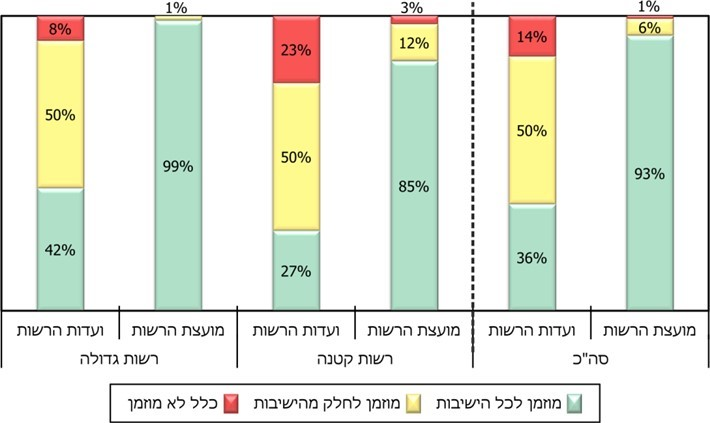 1% 3% 1%
14% 6% 23% 12% 8%
50% 93% 50% 85% 50% 99%
36% 27% 42%
מועצת הרשות ועדות הרשות מועצת הרשות ועדות הרשות מועצת הרשות ועדות הרשות
סה"כ רשות קטנה רשות גדולה
מוזמן לכל הישיבות מוזמן לחלק מהישיבות כלל לא מוזמן